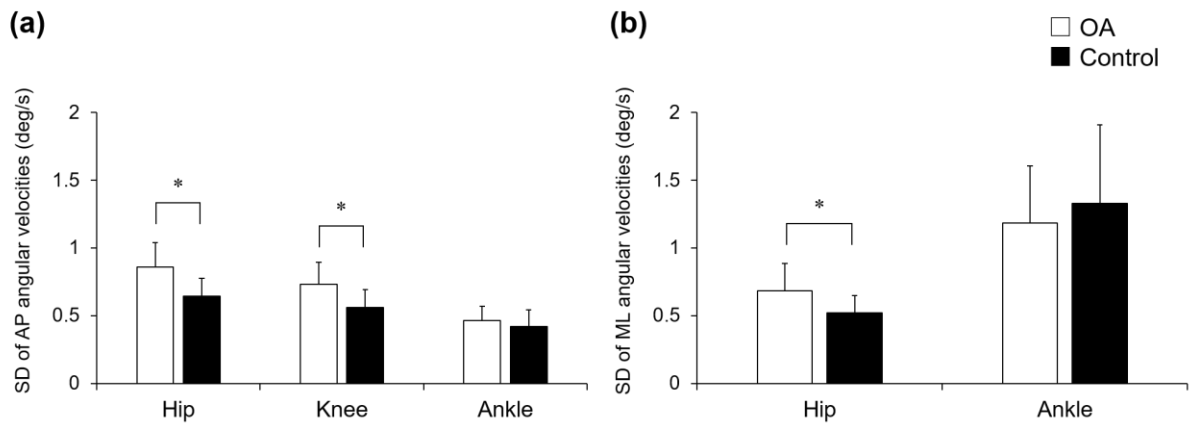 (a)
SD of AP angular velocities (deg/s)
2
1.5
1
0.5
0
*
*
Hip Knee Ankle
(b)
OA
Control
SD of ML angular velocities (deg/s)
2
1.5
1
0.5
0
*
Hip Ankle